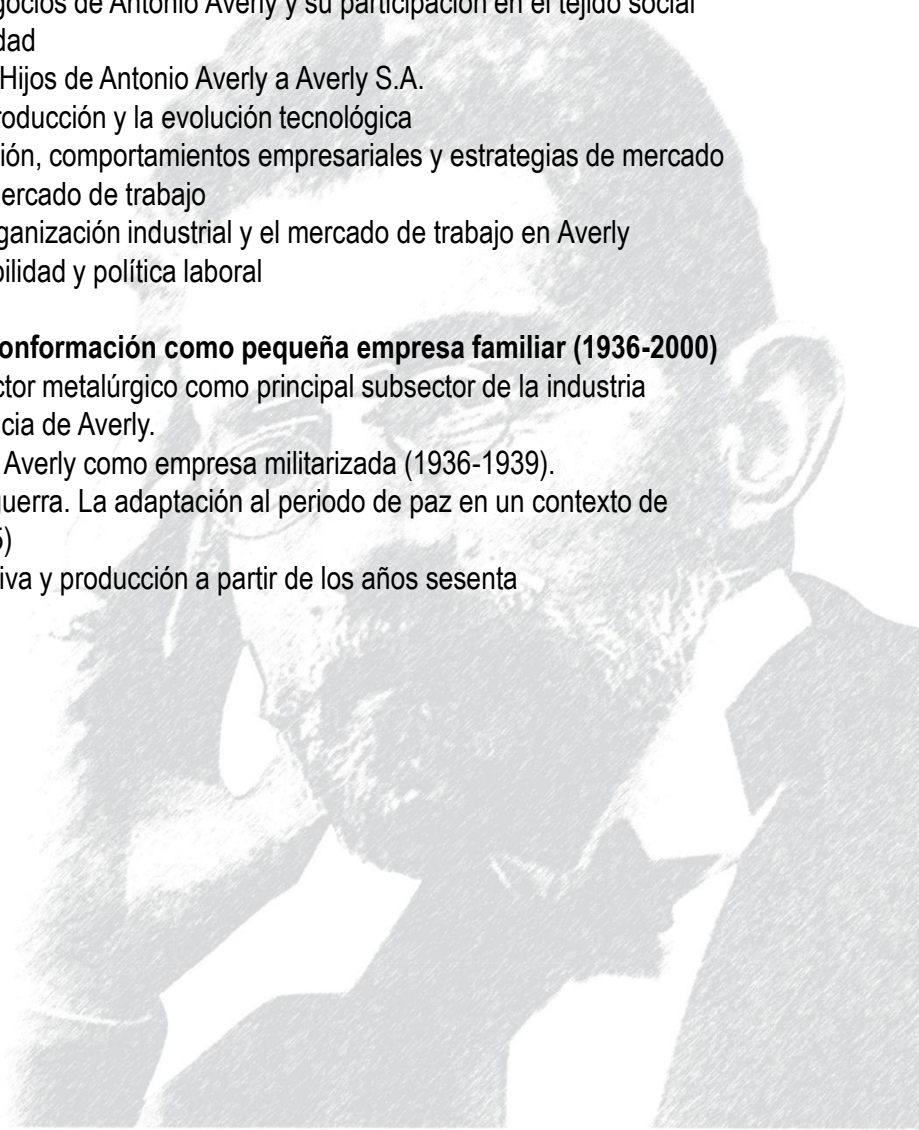 gocios de Antonio Averly y su participación en el tejido social
dad
Hijos de Antonio Averly a Averly S.A.
roducción y la evolución tecnológica
ión, comportamientos empresariales y estrategias de mercado
ercado de trabajo
ganización industrial y el mercado de trabajo en Averly
bilidad y política laboral
onformación como pequeña empresa familiar (1936-2000)
ctor metalúrgico como principal subsector de la industria
cia de Averly.
Averly como empresa militarizada (1936-1939).
guerra. La adaptación al periodo de paz en un contexto de
5)
iva y producción a partir de los años sesenta